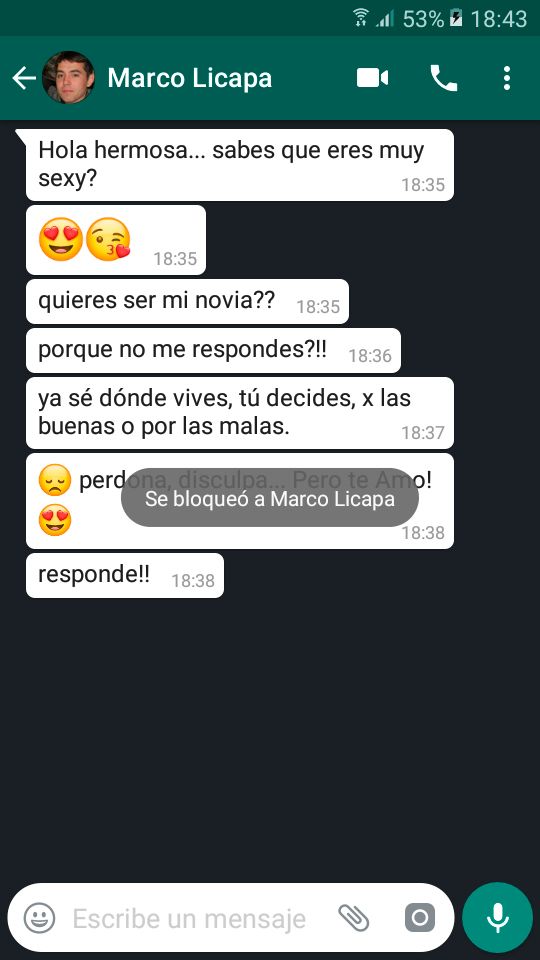 53% 18:43
Marco Licapa
Hola hermosa... sabes que eres muy
sexy?
18:35
😍😘 18:35
quieres ser mi novia?? 18:35
porque no me respondes?!! 18:36
ya sé dónde vives, tú decides, x las
buenas o por las malas. 18:37
😞 perdona, disculpa... Pero te Amo!
Se bloqueó a Marco Licapa
😍 18:38
responde!! 18:38
Escribe un mensaje